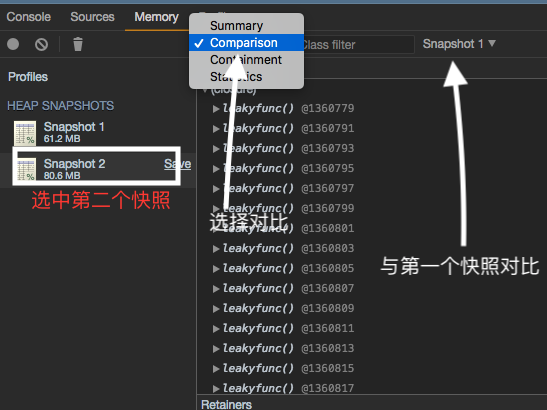 Console Sources Memory
Summary
✓ Comparison
Containment
Statistics
Class filter
Snapshot 1 ▼
Profiles
HEAP SNAPSHOTS
Snapshot 1
61.2 MB
Snapshot 2 Save
80.6 MB
选中第二个快照
选择对比
与第一个快照对比
▼(closure)
▶leakyfunc() @1360779
▶leakyfunc() @1360791
▶leakyfunc() @1360793
▶leakyfunc() @1360795
▶leakyfunc() @1360797
▶leakyfunc() @1360799
▶leakyfunc() @1360801
▶leakyfunc() @1360803
▶leakyfunc() @1360805
▶leakyfunc() @1360807
▶leakyfunc() @1360809
▶leakyfunc() @1360811
▶leakyfunc() @1360813
▶leakyfunc() @1360815
▶leakyfunc() @1360817
Retainers